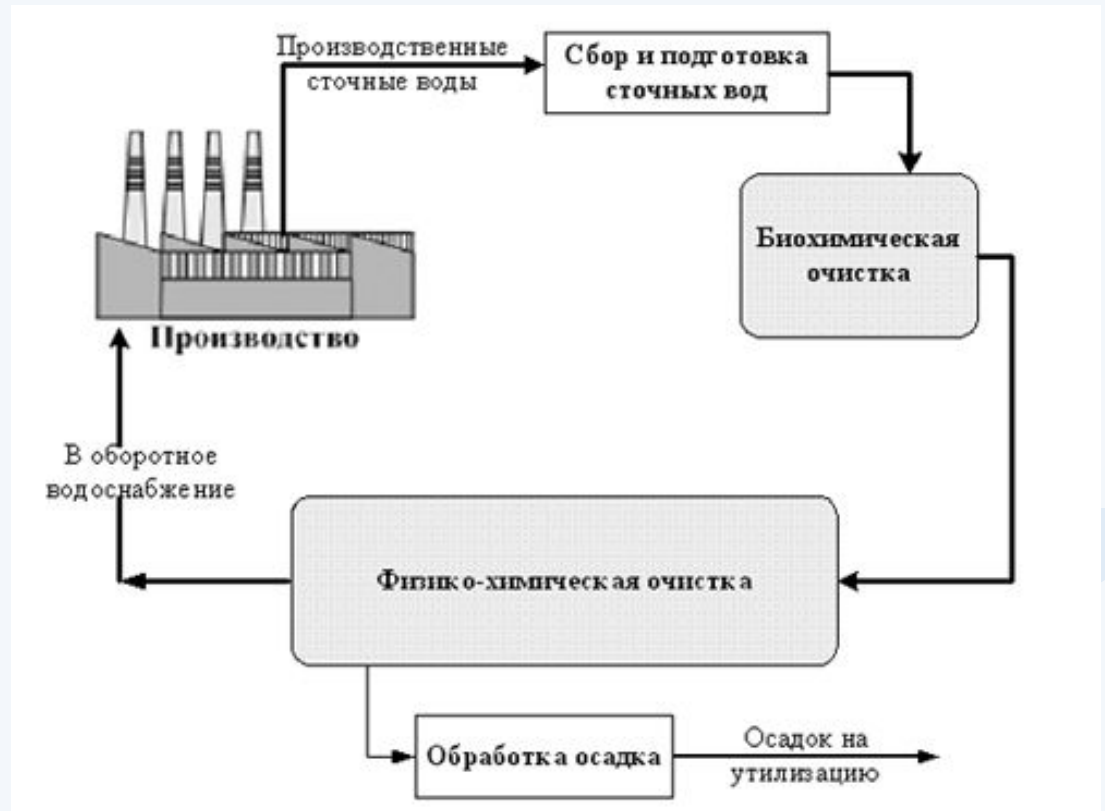 Производственные
сточные воды
Сбор и подготовка
сточных вод
Биохимическая
очистка
Производство
В оборотное
водоснабжение
Физико-химическая очистка
Обработка осадка
Осадок на
утилизацию